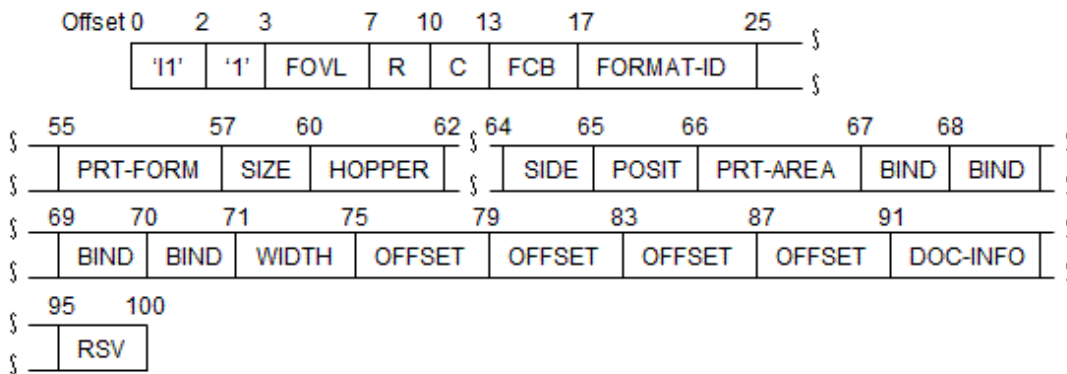 Offset 0 2 3 7 10 13 17 25
'I1' '1' FOVL R C FCB FORMAT-ID
55 57 60 62 64 65 66 67 68
PRT-FORM SIZE HOPPER SIDE POSIT PRT-AREA BIND BIND
69 70 71 75 79 83 87 91
BIND BIND WIDTH OFFSET OFFSET OFFSET OFFSET DOC-INFO
95 100
RSV